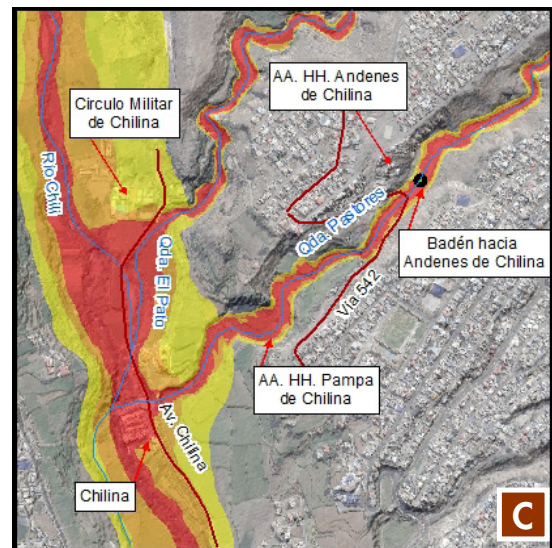 AA. HH. Andenes
de Chilina
Circulo Militar
de Chilina
Río Chili
Qda. El Pato
Qda. Pastores
Badén hacia
Andenes de Chilina
Vía 542
AA. HH. Pampa
de Chilina
Av. Chilina
Chilina
C